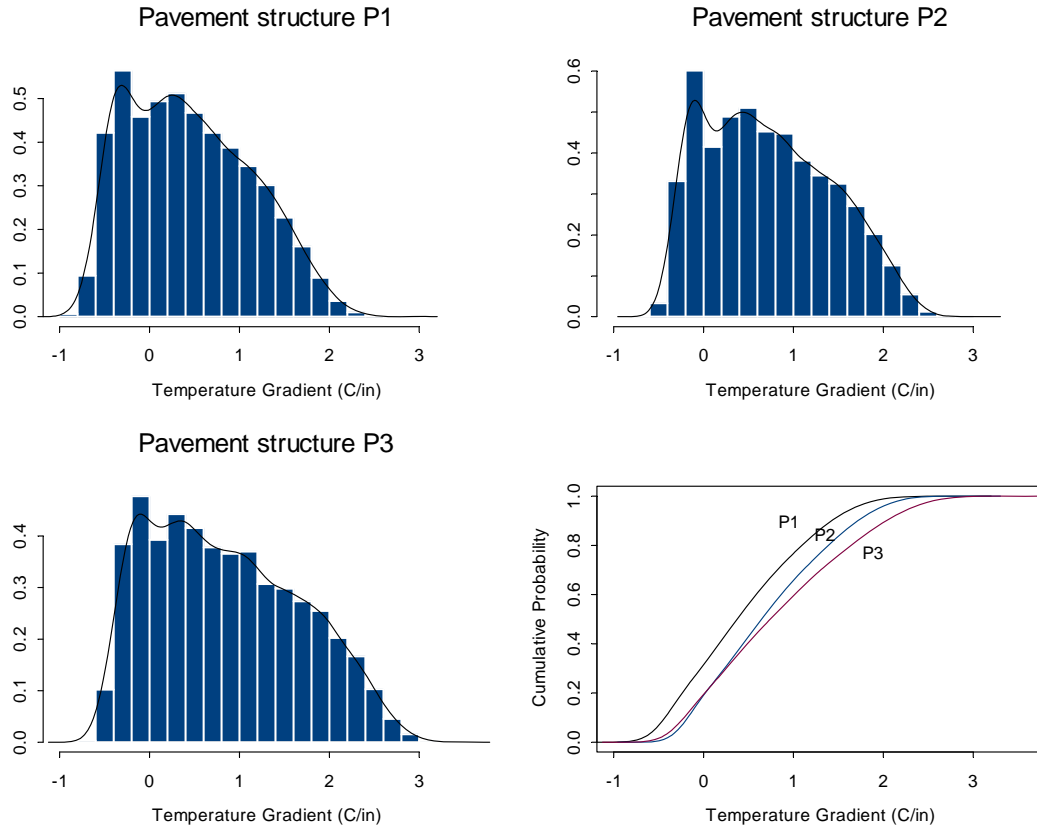 Pavement structure P1
0.0 0.1 0.2 0.3 0.4 0.5
-1 0 1 2 3
Temperature Gradient (C/in)
Pavement structure P2
0.0 0.2 0.4 0.6
-1 0 1 2 3
Temperature Gradient (C/in)
Pavement structure P3
0.0 0.1 0.2 0.3 0.4
-1 0 1 2 3
Temperature Gradient (C/in)
Cumulative Probability
0.0 0.2 0.4 0.6 0.8 1.0
P1
P2
P3
-1 0 1 2 3
Temperature Gradient (C/in)